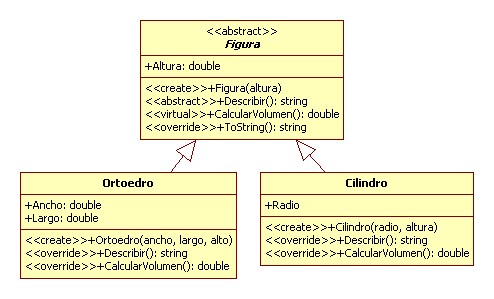 <<abstract>>
Figura
+Altura: double
<<create>>+Figura(altura)
<<abstract>>+Describir(): string
<<virtual>>+CalcularVolumen(): double
<<override>>+ToString(): string
Ortoedro
+Ancho: double
+Largo: double
<<create>>+Ortoedro(ancho, largo, alto)
<<override>>+Describir(): string
<<override>>+CalcularVolumen(): double
Cilindro
+Radio
<<create>>+Cilindro(radio, altura)
<<override>>+Describir(): string
<<override>>+CalcularVolumen(): double